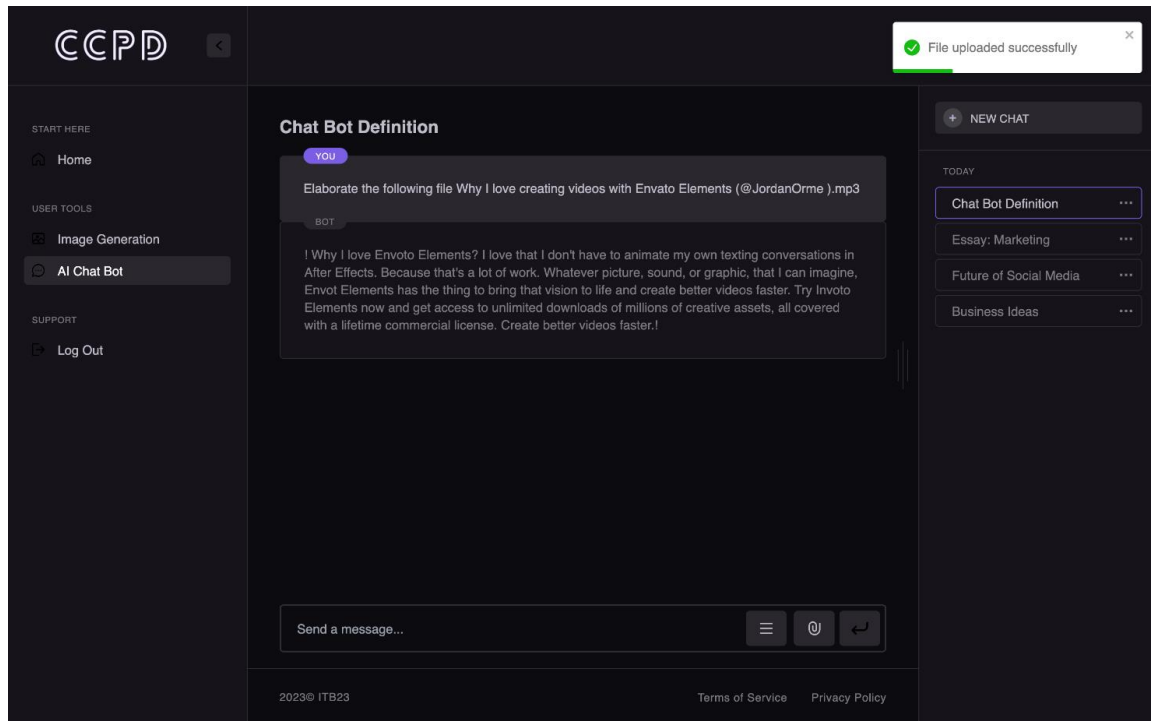 CCPD
File uploaded successfully
START HERE
Home
USER TOOLS
Image Generation
AI Chat Bot
SUPPORT
Log Out
Chat Bot Definition
YOU
Elaborate the following file Why I love creating videos with Envato Elements (@JordanOrme ).mp3
BOT
! Why I love Envoto Elements? I love that I don't have to animate my own texting conversations in
After Effects. Because that's a lot of work. Whatever picture, sound, or graphic, that I can imagine,
Envot Elements has the thing to bring that vision to life and create better videos faster. Try Invoto
Elements now and get access to unlimited downloads of millions of creative assets, all covered
with a lifetime commercial license. Create better videos faster.!
Send a message...
2023© ITB23
Terms of Service
Privacy Policy
NEW CHAT
TODAY
Chat Bot Definition
Essay: Marketing
Future of Social Media
Business Ideas